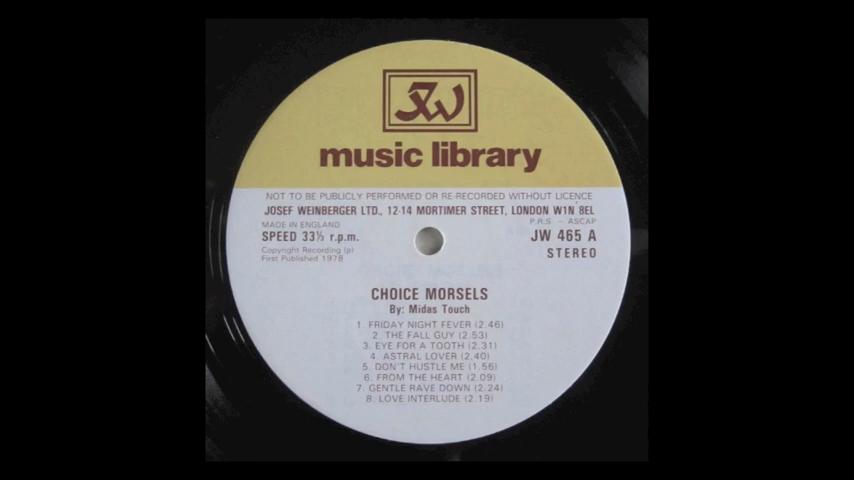 JW
music library
NOT TO BE PUBLICLY PERFORMED OR RE-RECORDED WITHOUT LICENCE
JOSEF WEINBERGER LTD., 12-14 MORTIMER STREET, LONDON W1N 8EL
P.R.S. – ASCAP
MADE IN ENGLAND
SPEED 33⅓ r.p.m.
JW 465 A
Copyright Recording (p)
First Published 1978
STEREO
CHOICE MORSELS
By: Midas Touch
1. FRIDAY NIGHT FEVER (2.46)
2. THE FALL GUY (2.53)
3. EYE FOR A TOOTH (2.31)
4. ASTRAL LOVER (2.40)
5. DON'T HUSTLE ME (1.56)
6. FROM THE HEART (2.09)
7. GENTLE RAVE DOWN (2.24)
8. LOVE INTERLUDE (2.19)